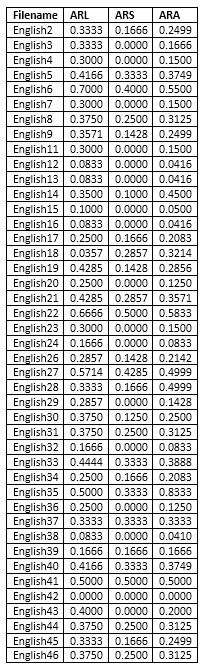 Filename ARL ARS ARA
English2 0.3333 0.1666 0.2499
English3 0.3333 0.0000 0.1666
English4 0.3000 0.0000 0.1500
English5 0.4166 0.3333 0.3749
English6 0.7000 0.4000 0.5500
English7 0.3000 0.0000 0.1500
English8 0.3750 0.2500 0.3125
English9 0.3571 0.1428 0.2499
English11 0.3000 0.0000 0.1500
English12 0.0833 0.0000 0.0416
English13 0.0833 0.0000 0.0416
English14 0.3500 0.1000 0.4500
English15 0.1000 0.0000 0.0500
English16 0.0833 0.0000 0.0416
English17 0.2500 0.1666 0.2083
English18 0.0357 0.2857 0.3214
English19 0.4285 0.1428 0.2856
English20 0.2500 0.0000 0.1250
English21 0.4285 0.2857 0.3571
English22 0.6666 0.5000 0.5833
English23 0.3000 0.0000 0.1500
English24 0.1666 0.0000 0.0833
English26 0.2857 0.1428 0.2142
English27 0.5714 0.4285 0.4999
English28 0.3333 0.1666 0.4999
English29 0.2857 0.0000 0.1428
English30 0.3750 0.1250 0.2500
English31 0.3750 0.2500 0.3125
English32 0.1666 0.0000 0.0833
English33 0.4444 0.3333 0.3888
English34 0.2500 0.1666 0.2083
English35 0.5000 0.3333 0.8333
English36 0.2500 0.0000 0.1250
English37 0.3333 0.3333 0.3333
English38 0.0833 0.0000 0.0410
English39 0.1666 0.1666 0.1666
English40 0.4166 0.3333 0.3749
English41 0.5000 0.5000 0.5000
English42 0.0000 0.0000 0.0000
English43 0.4000 0.0000 0.2000
English44 0.3750 0.2500 0.3125
English45 0.3333 0.1666 0.2499
English46 0.3750 0.2500 0.3125